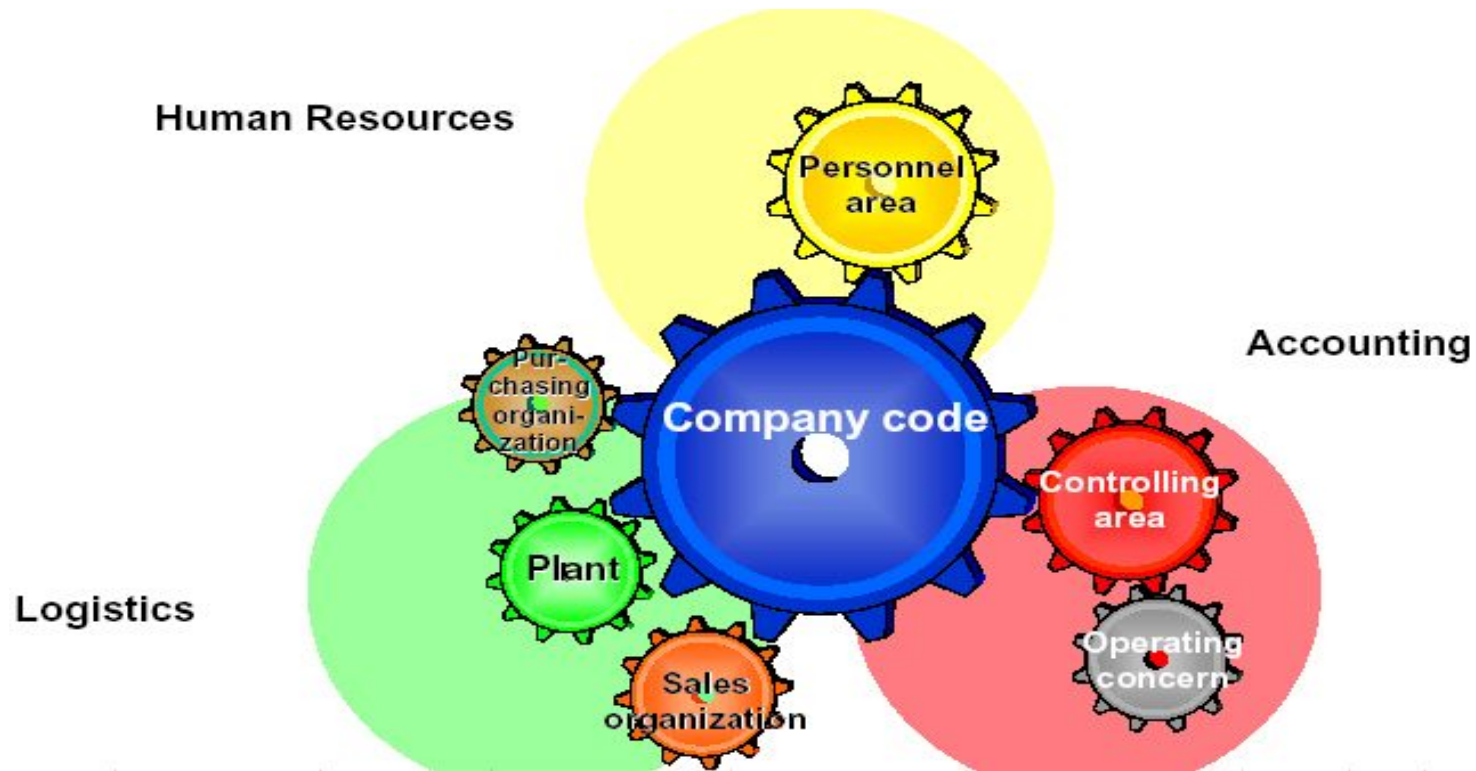 Human Resources
Personnel
area
Accounting
Pur-
chasing
organi-
zation
Company code
Controlling
area
Plant
Logistics
Operating
concern
Sales
organization